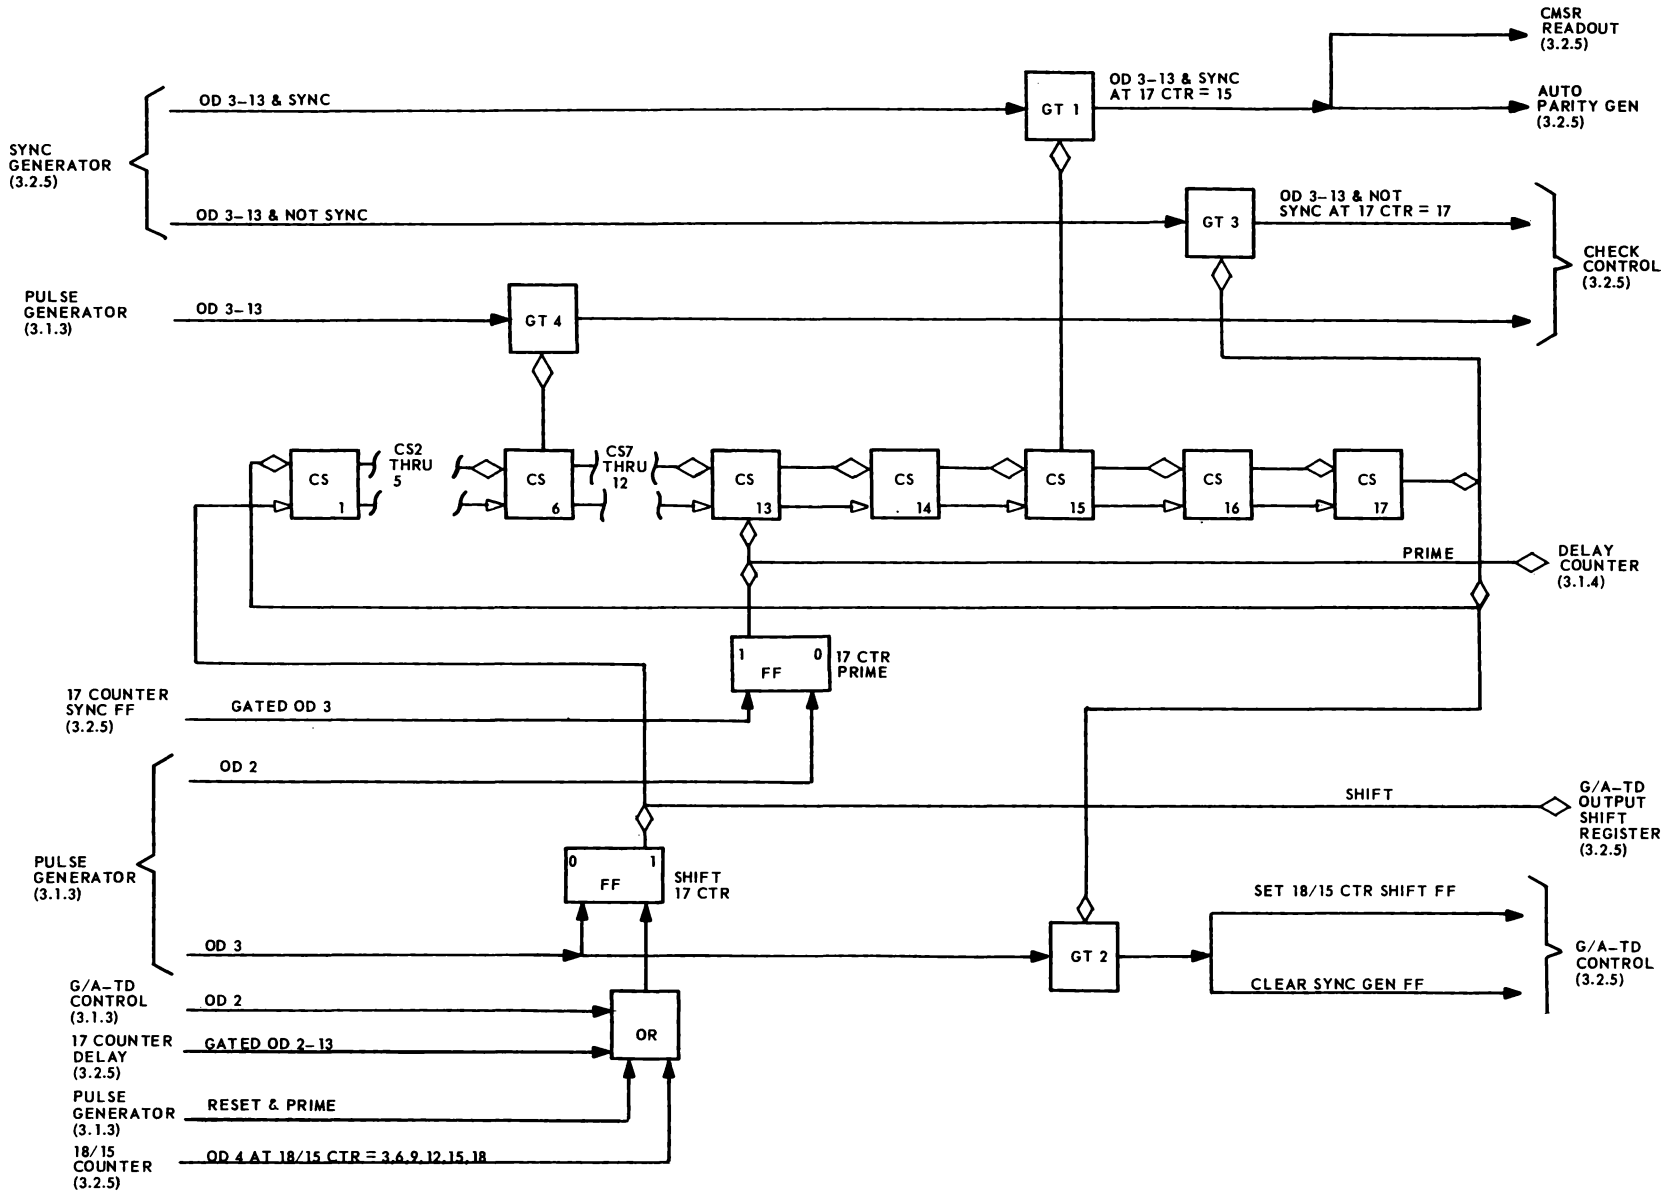 CMSR
READOUT
(3.2.5)
OD 3-13 & SYNC
AT 17 CTR = 15
OD 3-13 & SYNC
GT 1
AUTO
PARITY GEN
(3.2.5)
SYNC
GENERATOR
(3.2.5)
OD 3-13 & NOT SYNC
GT 3
OD 3-13 & NOT
SYNC AT 17 CTR = 17
CHECK
CONTROL
(3.2.5)
PULSE
GENERATOR
(3.1.3)
OD 3-13
GT 4
CS
1
CS2
THRU
5
CS
6
CS7
THRU
12
CS
13
CS
14
CS
15
CS
16
CS
17
PRIME
DELAY
COUNTER
(3.1.4)
1 0
FF
17 CTR
PRIME
17 COUNTER
SYNC FF
(3.2.5)
GATED OD 3
OD 2
SHIFT
G/A-TD
OUTPUT
SHIFT
REGISTER
(3.2.5)
PULSE
GENERATOR
(3.1.3)
0 1
FF
SHIFT
17 CTR
SET 18/15 CTR SHIFT FF
OD 3
GT 2
CLEAR SYNC GEN FF
G/A-TD
CONTROL
(3.2.5)
G/A-TD
CONTROL
(3.1.3)
OD 2
OR
17 COUNTER
DELAY
(3.2.5)
GATED OD 2-13
PULSE
GENERATOR
(3.1.3)
RESET & PRIME
18/15
COUNTER
(3.2.5)
OD 4 AT 18/15 CTR = 3,6,9,12,15,18